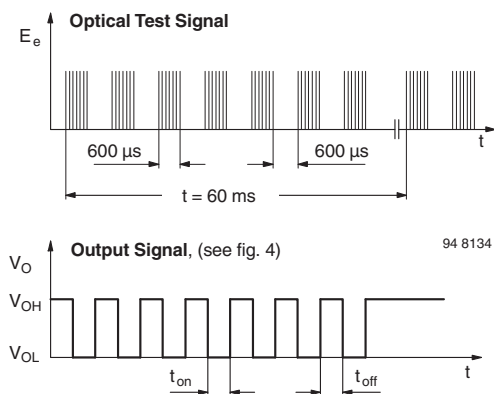 Optical Test Signal
Ee
t
600 µs
600 µs
t = 60 ms
Output Signal, (see fig. 4)
94 8134
VO
VOH
VOL
ton
toff
t